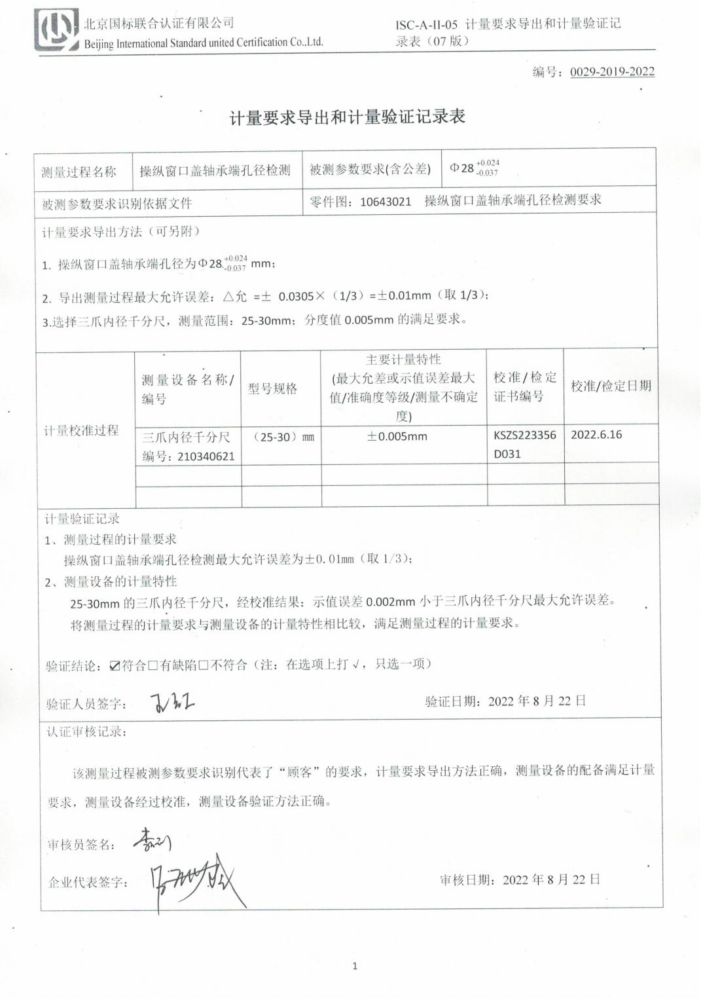 北京国标联合认证有限公司
Beijing International Standard united Certification Co.,Ltd.
ISC-A-II-05 计量要求导出和计量验证记
录表（07 版）
编号：0029-2019-2022
计量要求导出和计量验证记录表
测量过程名称 操纵窗口盖轴承端孔径检测 被测参数要求(含公差) Φ28 +0.024 -0.037
被测参数要求识别依据文件 零件图：10643021 操纵窗口盖轴承端孔径检测要求
计量要求导出方法（可另附）
1. 操纵窗口盖轴承端孔径为Φ28 +0.024 -0.037 mm；
2. 导出测量过程最大允许误差：△允 =± 0.0305×（1/3）=±0.01mm（取 1/3）；
3.选择三爪内径千分尺，测量范围：25-30mm；分度值 0.005mm 的满足要求。
计量校准过程
测量设备名称/
编号
型号规格
主要计量特性
(最大允差或示值误差最大
值/准确度等级/测量不确定
度)
校准/检定
证书编号
校准/检定日期
三爪内径千分尺
编号：210340621
（25-30）mm
±0.005mm
KSZS223356
D031
2022.6.16
计量验证记录
1、测量过程的计量要求
操纵窗口盖轴承端孔径检测最大允许误差为±0.01mm（取 1/3）；
2、测量设备的计量特性
25-30mm 的三爪内径千分尺，经校准结果：示值误差 0.002mm 小于三爪内径千分尺最大允许误差。
将测量过程的计量要求与测量设备的计量特性相比较，满足测量过程的计量要求。
验证结论：☑符合□有缺陷□不符合（注：在选项上打 √，只选一项）
验证人员签字： 验证日期：2022 年 8 月 22 日
认证审核记录：
该测量过程被测参数要求识别代表了“顾客”的要求，计量要求导出方法正确，测量设备的配备满足计量
要求，测量设备经过校准，测量设备验证方法正确。
审核员签名：
企业代表签字： 审核日期：2022 年 8 月 22 日
1